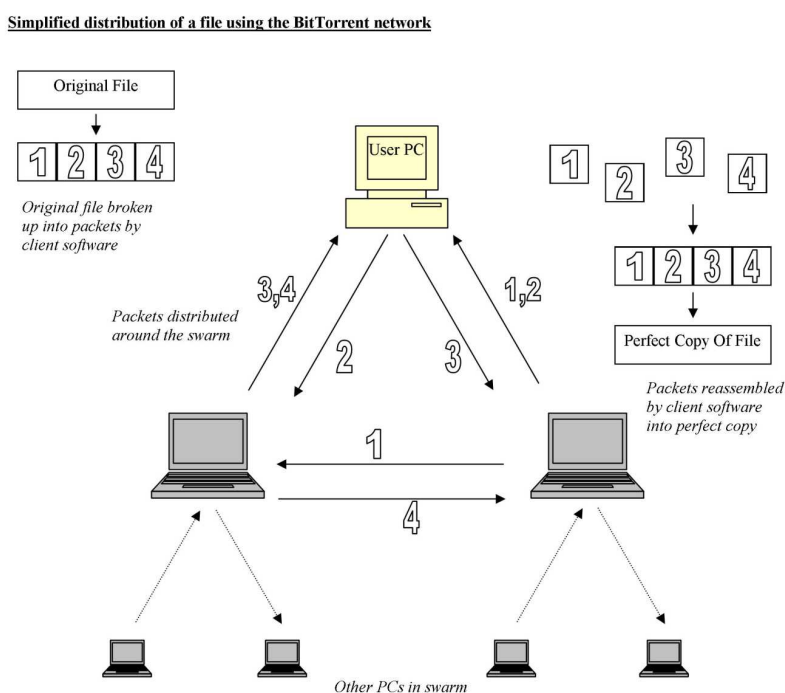 Simplified distribution of a file using the BitTorrent network
Original File
1 2 3 4
Original file broken
up into packets by
client software
User PC
1
2
3
4
1 2 3 4
Perfect Copy Of File
Packets reassembled
by client software
into perfect copy
Packets distributed
around the swarm
3,4
2
3
1,2
1
4
Other PCs in swarm